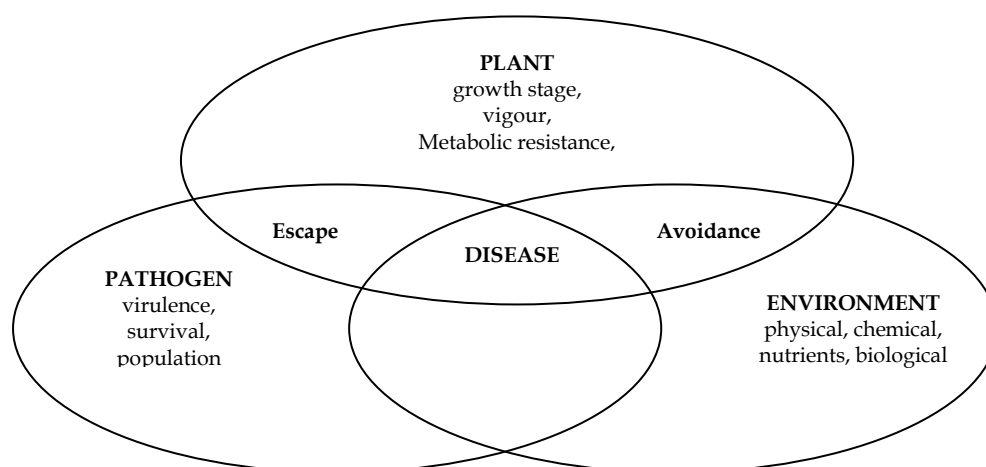 PLANT
growth stage,
vigour,
Metabolic resistance,
Escape
Avoidance
DISEASE
PATHOGEN
virulence,
survival,
population
ENVIRONMENT
physical, chemical,
nutrients, biological